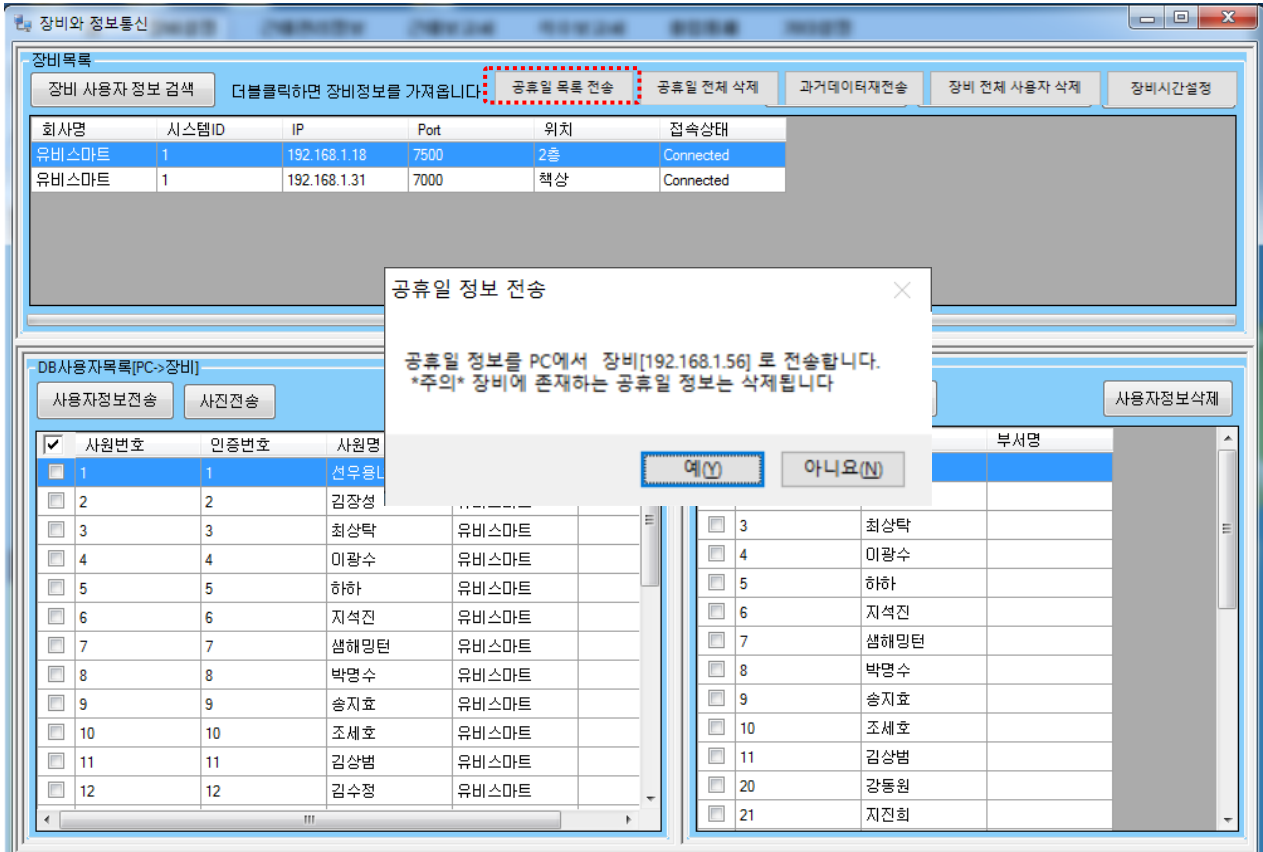 장비와 정보통신
장비목록
장비 사용자 정보 검색 더블클릭하면 장비정보를 가져옵니다 공휴일 목록 전송 공휴일 전체 삭제 과거데이터재전송 장비 전체 사용자 삭제 장비시간설정
회사명 시스템ID IP Port 위치 접속상태
유비스마트 1 192.168.1.18 7500 2층 Connected
유비스마트 1 192.168.1.31 7000 책상 Connected
공휴일 정보 전송
공휴일 정보를 PC에서 장비[192.168.1.56] 로 전송합니다.
*주의* 장비에 존재하는 공휴일 정보는 삭제됩니다
예(Y) 아니요(N)
DB사용자목록[PC->장비]
사용자정보전송 사진전송
사원번호 인증번호 사원명
1 1
2 2 김장성
3 3 최상탁 유비스마트
4 4 이광수 유비스마트
5 5 하하 유비스마트
6 6 지석진 유비스마트
7 7 샘해밍턴 유비스마트
8 8 박명수 유비스마트
9 9 송지효 유비스마트
10 10 조세호 유비스마트
11 11 김상범 유비스마트
12 12 김수정 유비스마트
사용자정보삭제
부서명
3 최상탁
4 이광수
5 하하
6 지석진
7 샘해밍턴
8 박명수
9 송지효
10 조세호
11 김상범
20 강동원
21 지진희